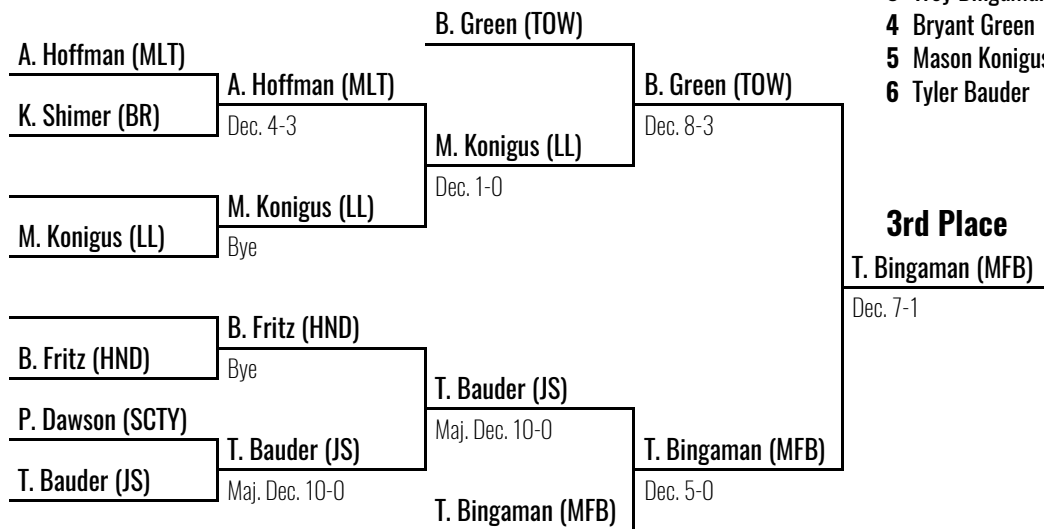 A. Hoffman (MLT)
K. Shimer (BR)
M. Konigus (LL)
B. Fritz (HND)
P. Dawson (SCTY)
T. Bauder (JS)
A. Hoffman (MLT)
Dec. 4-3
M. Konigus (LL)
Bye
B. Fritz (HND)
Bye
T. Bauder (JS)
Maj. Dec. 10-0
B. Green (TOW)
M. Konigus (LL)
Dec. 1-0
T. Bauder (JS)
Maj. Dec. 10-0
T. Bingaman (MFB)
B. Green (TOW)
Dec. 8-3
T. Bingaman (MFB)
Dec. 5-0
3rd Place
T. Bingaman (MFB)
Dec. 7-1
4 Bryant Green
5 Mason Konigus
6 Tyler Bauder